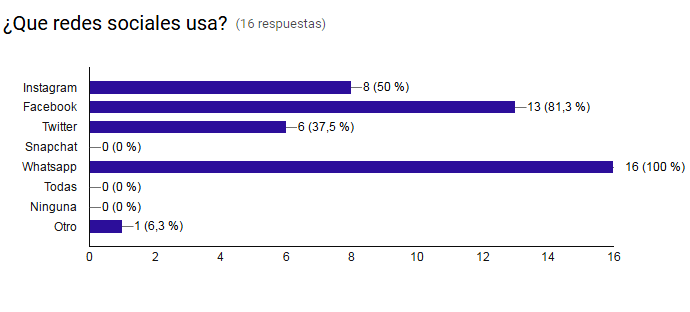 ¿Que redes sociales usa? (16 respuestas)
Instagram 8 (50 %)
Facebook 13 (81,3 %)
Twitter 6 (37,5 %)
Snapchat 0 (0 %)
Whatsapp 16 (100 %)
Todas 0 (0 %)
Ninguna 0 (0 %)
Otro 1 (6,3 %)
0 2 4 6 8 10 12 14 16